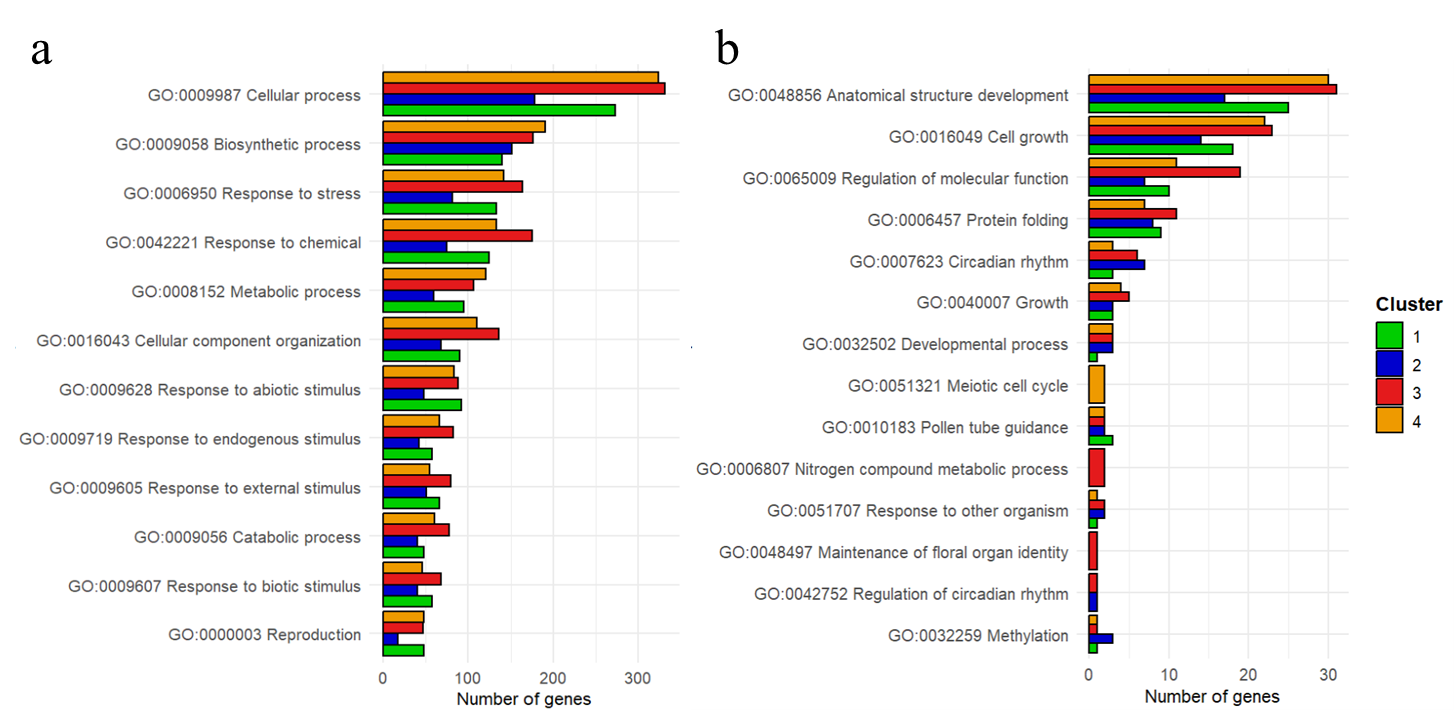 a
GO:0009987 Cellular process
GO:0009058 Biosynthetic process
GO:0006950 Response to stress
GO:0042221 Response to chemical
GO:0008152 Metabolic process
GO:0016043 Cellular component organization
GO:0009628 Response to abiotic stimulus
GO:0009719 Response to endogenous stimulus
GO:0009605 Response to external stimulus
GO:0009056 Catabolic process
GO:0009607 Response to biotic stimulus
GO:0000003 Reproduction
0 100 200 300
Number of genes
b
GO:0048856 Anatomical structure development
GO:0016049 Cell growth
GO:0065009 Regulation of molecular function
GO:0006457 Protein folding
GO:0007623 Circadian rhythm
GO:0040007 Growth
GO:0032502 Developmental process
GO:0051321 Meiotic cell cycle
GO:0010183 Pollen tube guidance
GO:0006807 Nitrogen compound metabolic process
GO:0051707 Response to other organism
GO:0048497 Maintenance of floral organ identity
GO:0042752 Regulation of circadian rhythm
GO:0032259 Methylation
0 10 20 30
Number of genes
Cluster
1
2
3
4